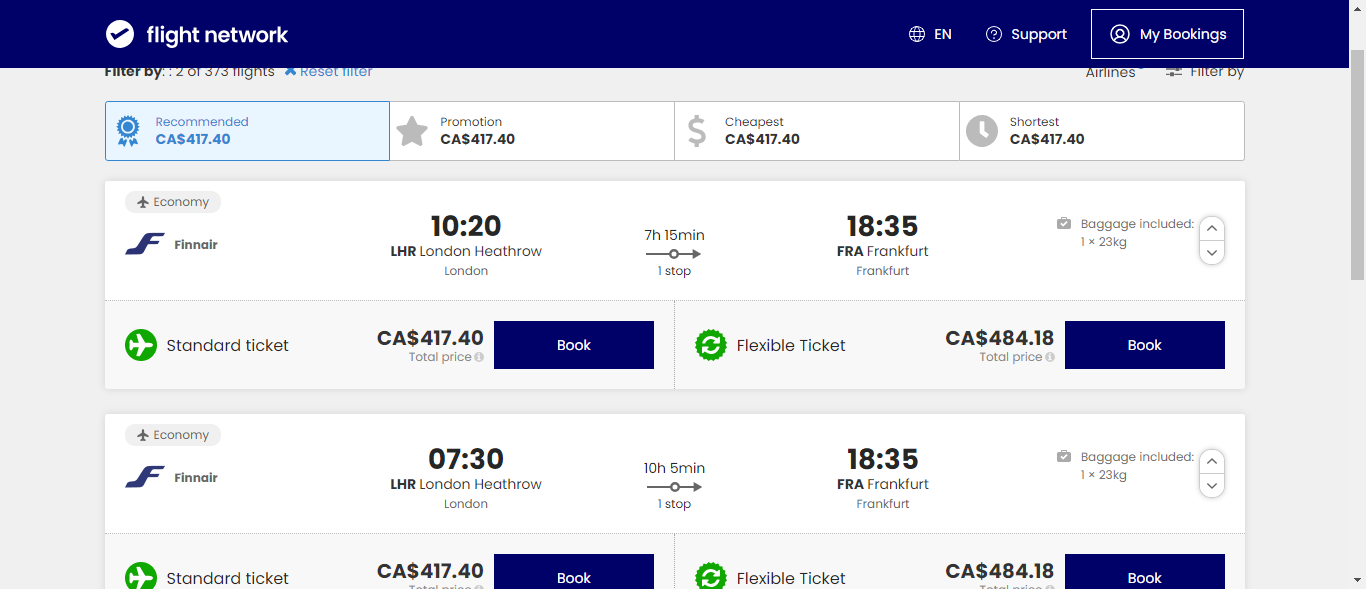 flight network
EN
Support
My Bookings
Filter by: : 2 of 373 flights
Reset filter
Airlines
Filter by
Recommended
CA$417.40
Promotion
CA$417.40
Cheapest
CA$417.40
Shortest
CA$417.40
Economy
Finnair
10:20
LHR London Heathrow
London
7h 15min
1 stop
18:35
FRA Frankfurt
Frankfurt
Baggage included:
1 × 23kg
Standard ticket
CA$417.40
Total price
Book
Flexible Ticket
CA$484.18
Total price
Book
Economy
Finnair
07:30
LHR London Heathrow
London
10h 5min
1 stop
18:35
FRA Frankfurt
Frankfurt
Baggage included:
1 × 23kg
Standard ticket
CA$417.40
Total price
Book
Flexible Ticket
CA$484.18
Total price
Book